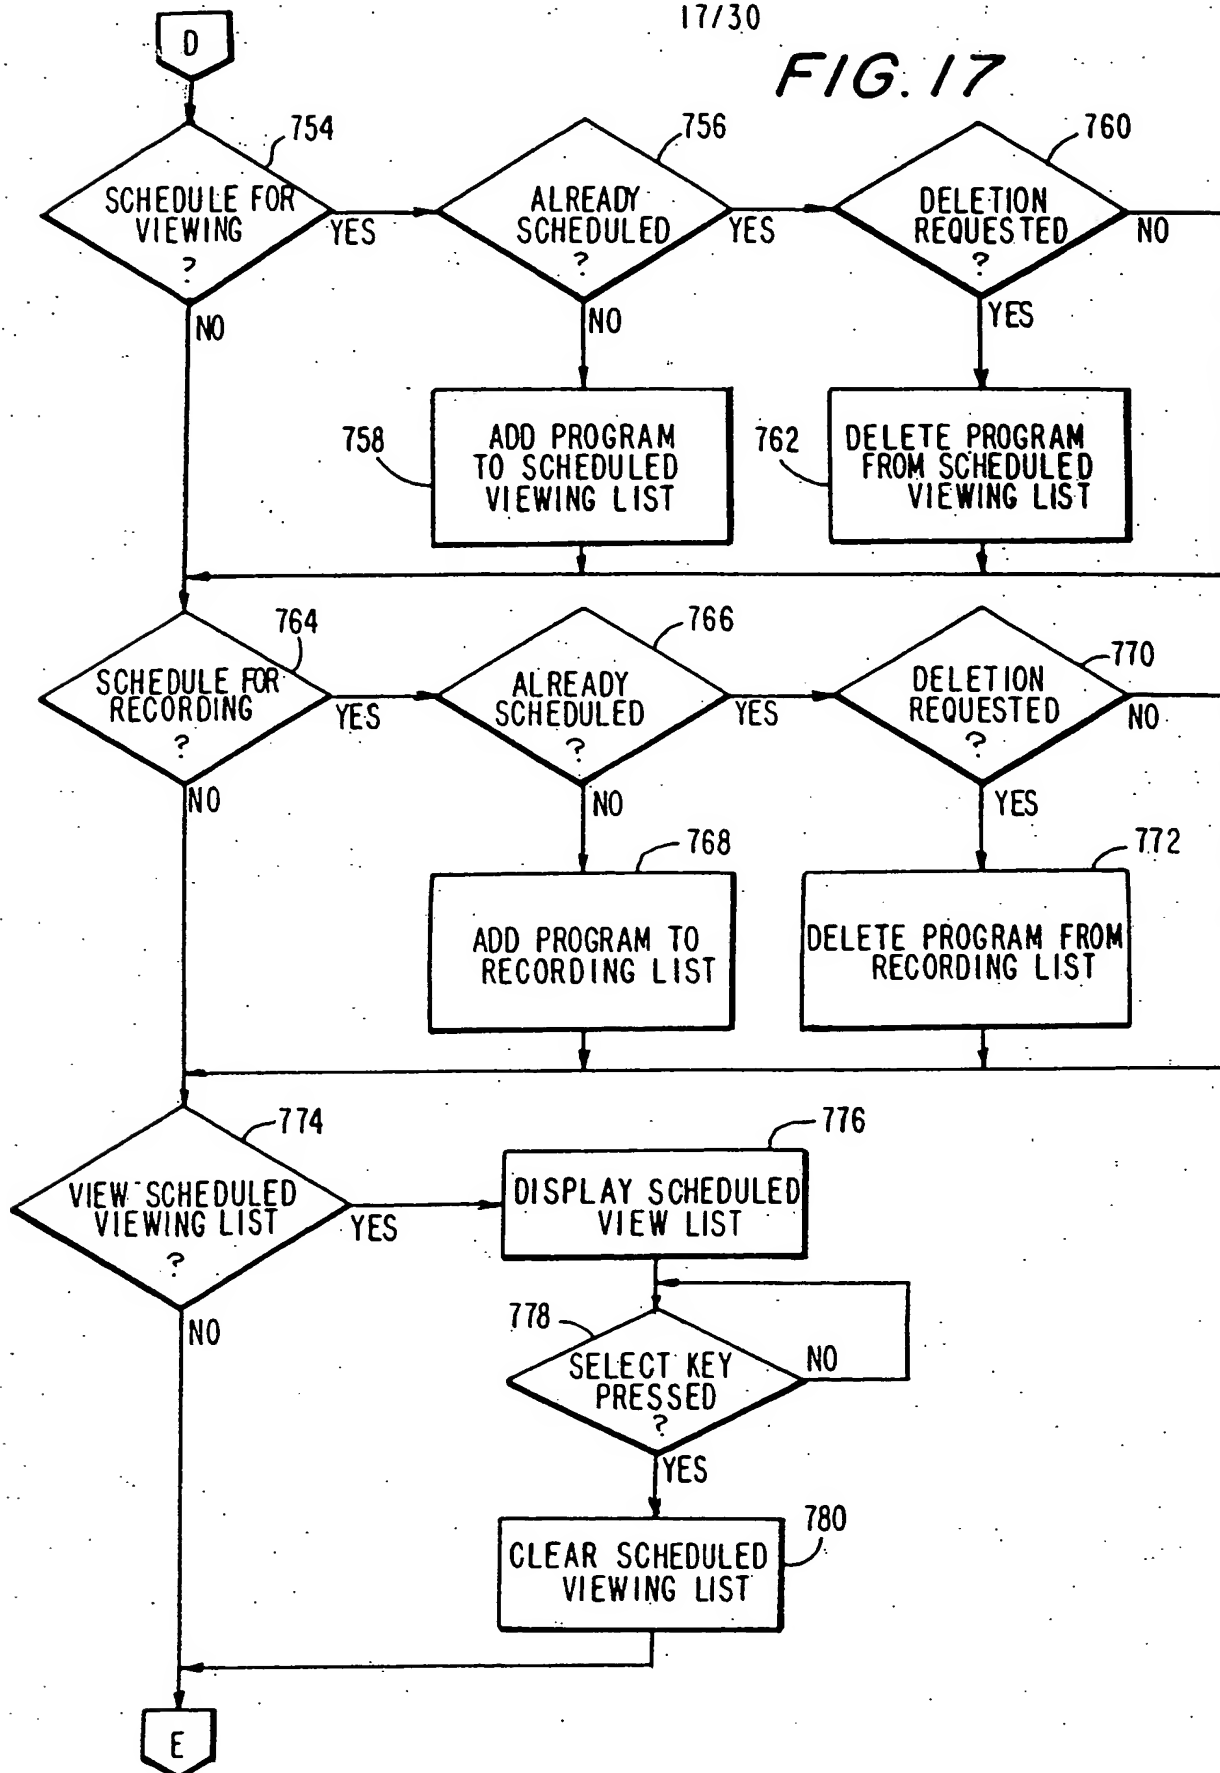 17/30
FIG. 17
D
754
SCHEDULE FOR
VIEWING
?
YES
NO
756
ALREADY
SCHEDULED
?
YES
NO
760
DELETION
REQUESTED
?
NO
YES
758
ADD PROGRAM
TO SCHEDULED
VIEWING LIST
762
DELETE PROGRAM
FROM SCHEDULED
VIEWING LIST
764
SCHEDULE FOR
RECORDING
?
YES
NO
766
ALREADY
SCHEDULED
?
YES
NO
770
DELETION
REQUESTED
?
NO
YES
768
ADD PROGRAM TO
RECORDING LIST
772
DELETE PROGRAM FROM
RECORDING LIST
774
VIEW SCHEDULED
VIEWING LIST
?
YES
NO
776
DISPLAY SCHEDULED
VIEW LIST
778
SELECT KEY
PRESSED
?
NO
YES
780
CLEAR SCHEDULED
VIEWING LIST
E